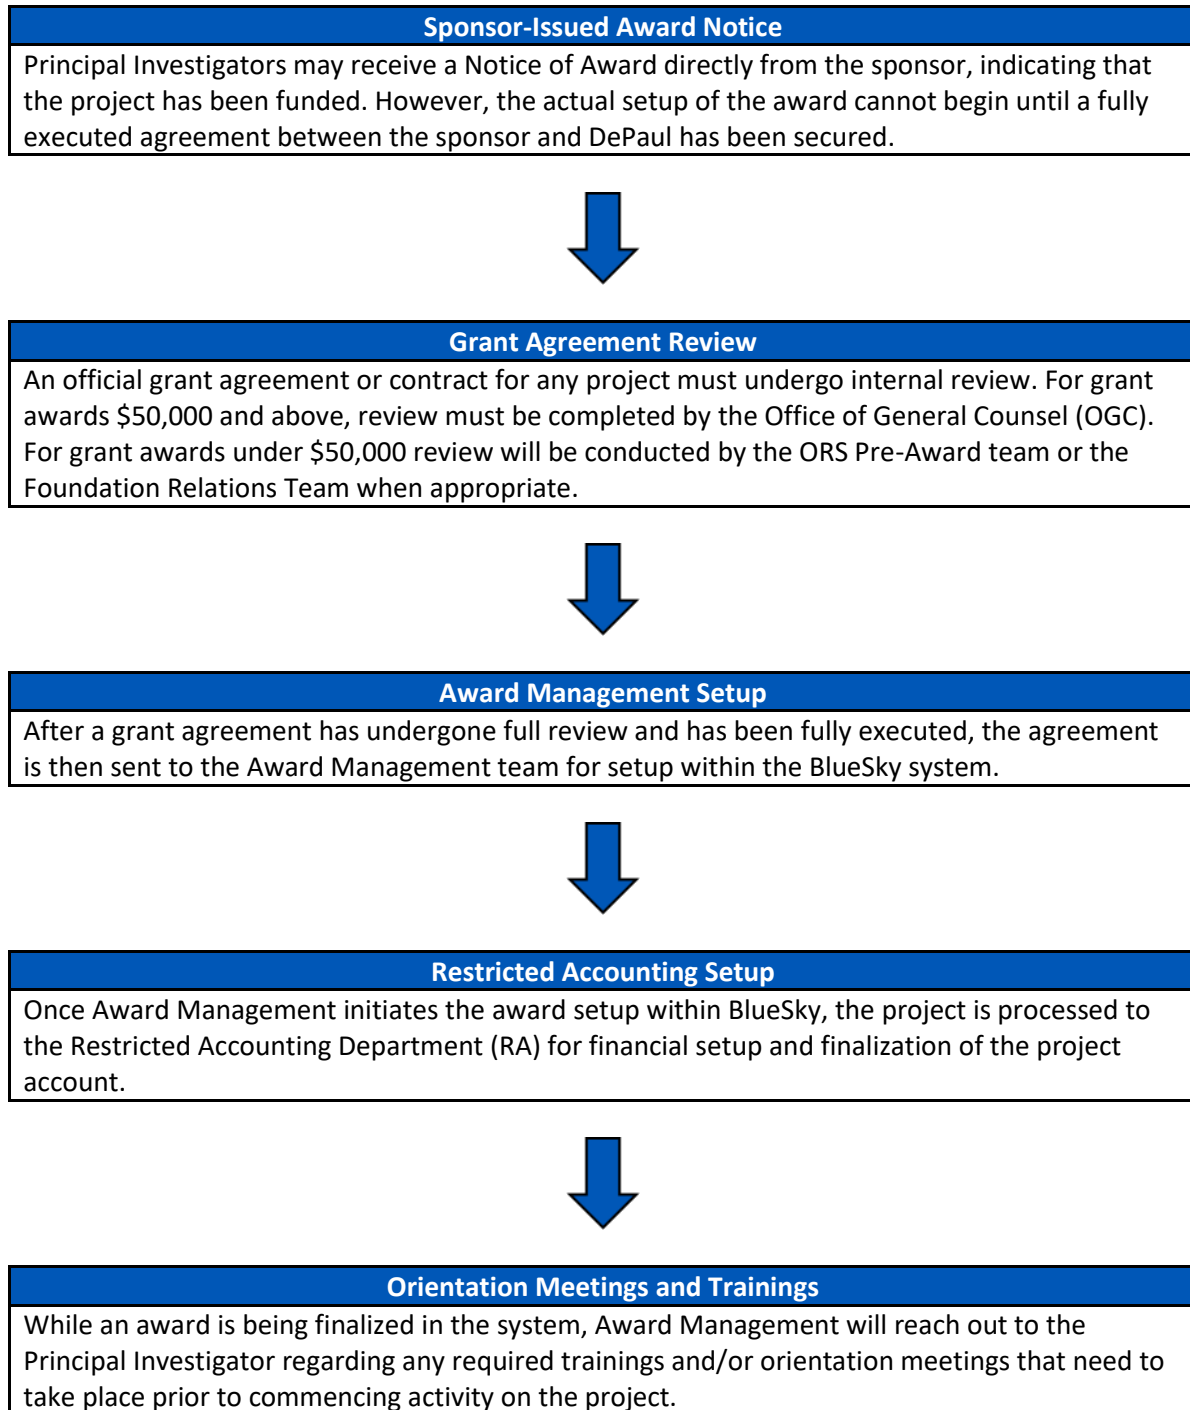 Sponsor-Issued Award Notice
Principal Investigators may receive a Notice of Award directly from the sponsor, indicating that
the project has been funded. However, the actual setup of the award cannot begin until a fully
executed agreement between the sponsor and DePaul has been secured.
Grant Agreement Review
An official grant agreement or contract for any project must undergo internal review. For grant
awards $50,000 and above, review must be completed by the Office of General Counsel (OGC).
For grant awards under $50,000 review will be conducted by the ORS Pre-Award team or the
Foundation Relations Team when appropriate.
Award Management Setup
After a grant agreement has undergone full review and has been fully executed, the agreement
is then sent to the Award Management team for setup within the BlueSky system.
Restricted Accounting Setup
Once Award Management initiates the award setup within BlueSky, the project is processed to
the Restricted Accounting Department (RA) for financial setup and finalization of the project
account.
Orientation Meetings and Trainings
While an award is being finalized in the system, Award Management will reach out to the
Principal Investigator regarding any required trainings and/or orientation meetings that need to
take place prior to commencing activity on the project.